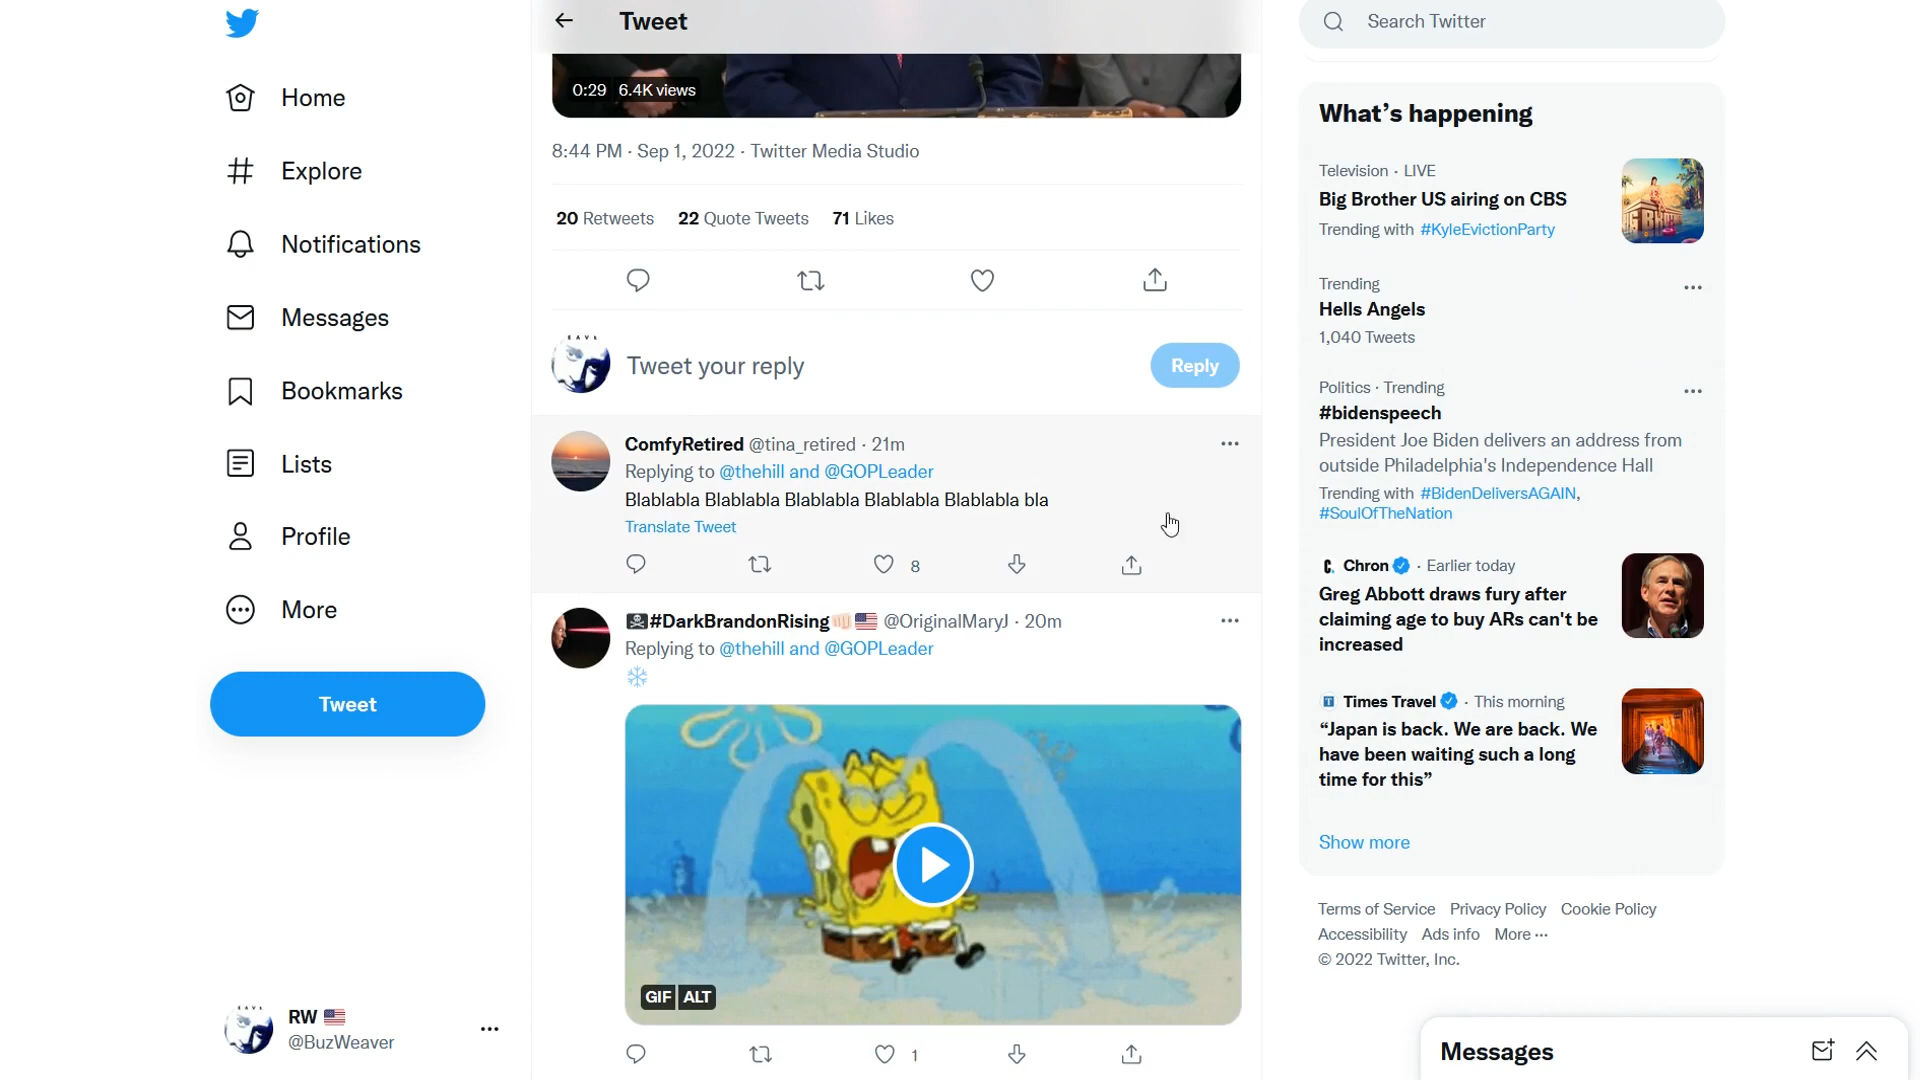 Home
Explore
Notifications
Messages
Bookmarks
Lists
Profile
More
Tweet
RW
@BuzWeaver
Tweet
0:29 6.4K views
8:44 PM · Sep 1, 2022 · Twitter Media Studio
20 Retweets 22 Quote Tweets 71 Likes
Tweet your reply
Reply
ComfyRetired @tina_retired · 21m
Replying to @thehill and @GOPLeader
Blablabla Blablabla Blablabla Blablabla Blablabla bla
Translate Tweet
8
#DarkBrandonRising @OriginalMaryJ · 20m
Replying to @thehill and @GOPLeader
GIF ALT
1
Search Twitter
What's happening
Television · LIVE
Big Brother US airing on CBS
Trending with #KyleEvictionParty
Trending
Hells Angels
1,040 Tweets
Politics · Trending
#bidenspeech
President Joe Biden delivers an address from
outside Philadelphia's Independence Hall
Trending with #BidenDeliversAGAIN,
#SoulOfTheNation
Chron · Earlier today
Greg Abbott draws fury after
claiming age to buy ARs can't be
increased
Times Travel · This morning
“Japan is back. We are back. We
have been waiting such a long
time for this”
Show more
Terms of Service Privacy Policy Cookie Policy
Accessibility Ads info More ···
© 2022 Twitter, Inc.
Messages